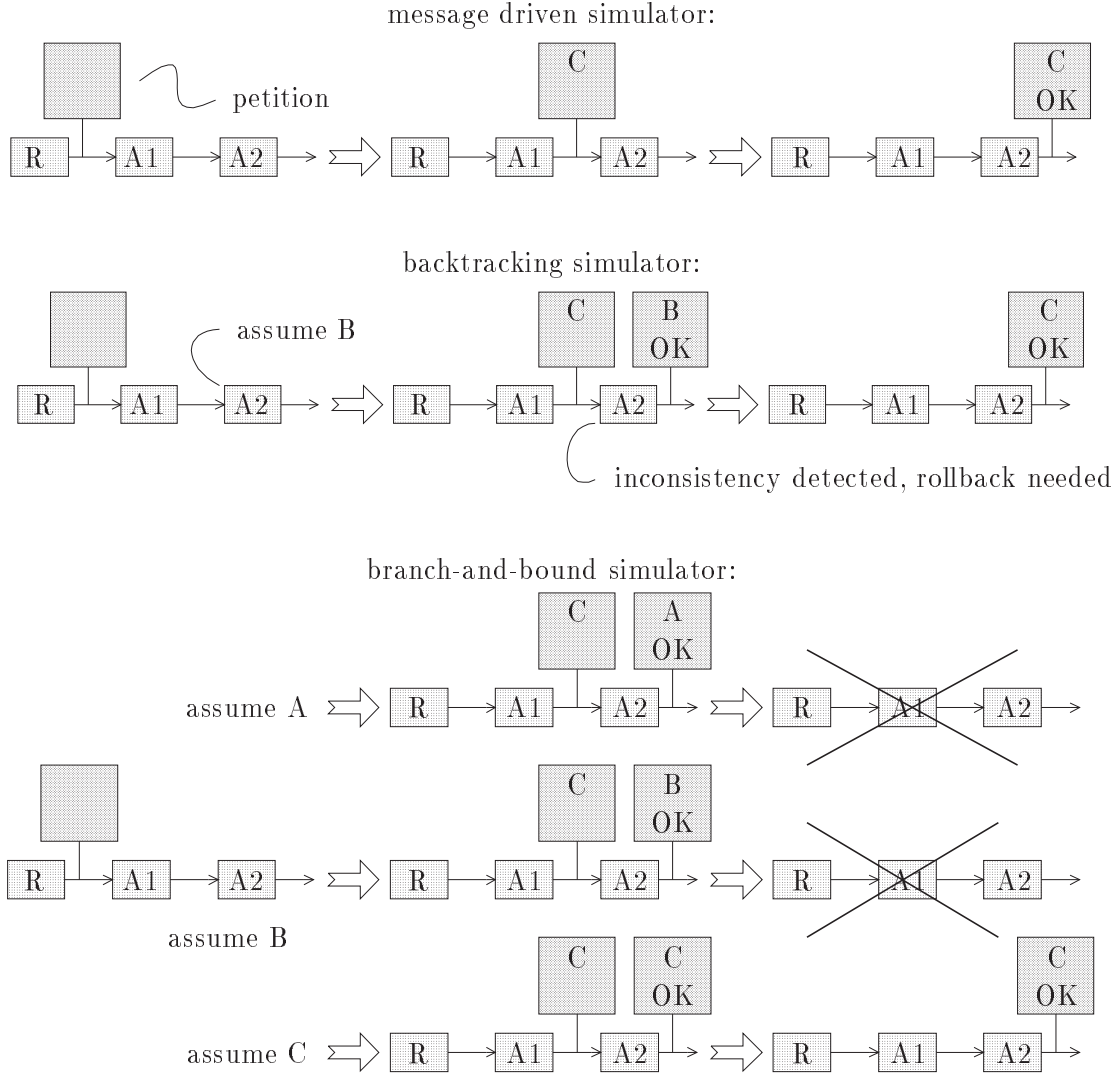 message driven simulator:
petition
C
C
OK
R A1 A2 R A1 A2 R A1 A2
backtracking simulator:
assume B
C
B
OK
C
OK
R A1 A2 R A1 A2 R A1 A2
inconsistency detected, rollback needed
branch-and-bound simulator:
C
A
OK
assume A R A1 A2 R A1 A2
C
B
OK
R A1 A2 R A1 A2 R A1 A2
assume B
C
C
OK
C
OK
assume C R A1 A2 R A1 A2